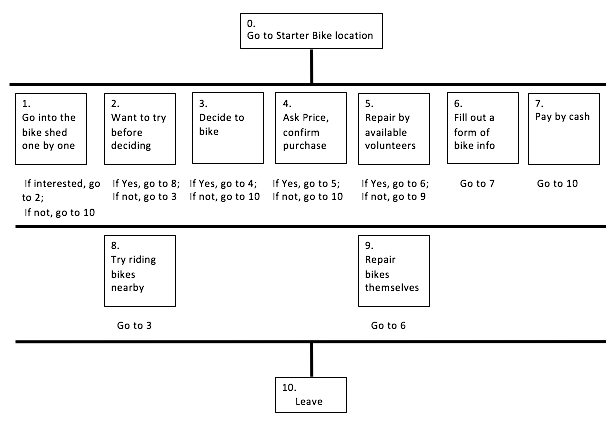 0.
Go to Starter Bike location
1.
Go into the
bike shed
one by one
2.
Want to try
before
deciding
3.
Decide to
bike
4.
Ask Price,
confirm
purchase
5.
Repair by
available
volunteers
6.
Fill out a
form of
bike info
7.
Pay by cash
If interested, go
to 2;
If not, go to 10
If Yes, go to 8;
If not, go to 3
If Yes, go to 4;
If not, go to 10
If Yes, go to 5;
If not, go to 10
If Yes, go to 6;
If not, go to 9
Go to 7
Go to 10
8.
Try riding
bikes
nearby
9.
Repair
bikes
themselves
Go to 3
Go to 6
10.
Leave